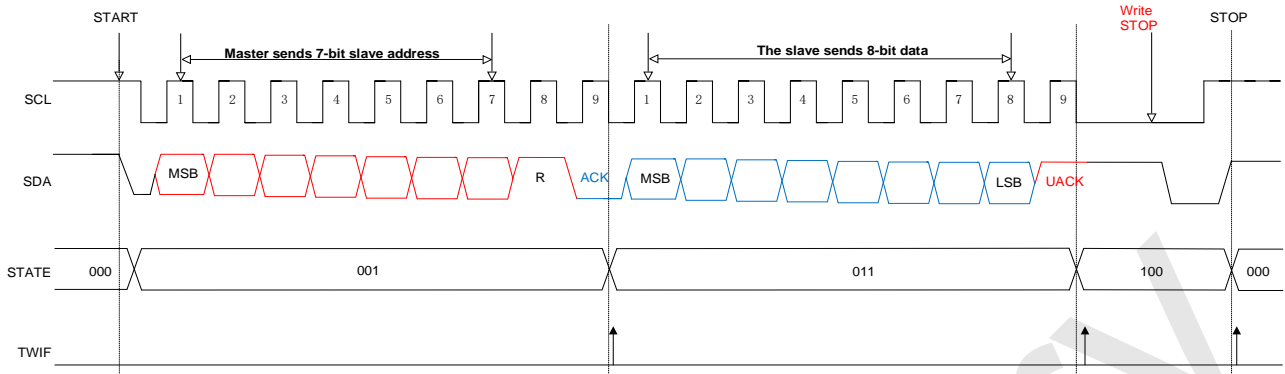 START
Write
STOP
STOP
Master sends 7-bit slave address
The slave sends 8-bit data
SCL
1 2 3 4 5 6 7 8 9 1 2 3 4 5 6 7 8 9
SDA
MSB R ACK MSB LSB UACK
STATE
000 001 011 100 000
TWIF